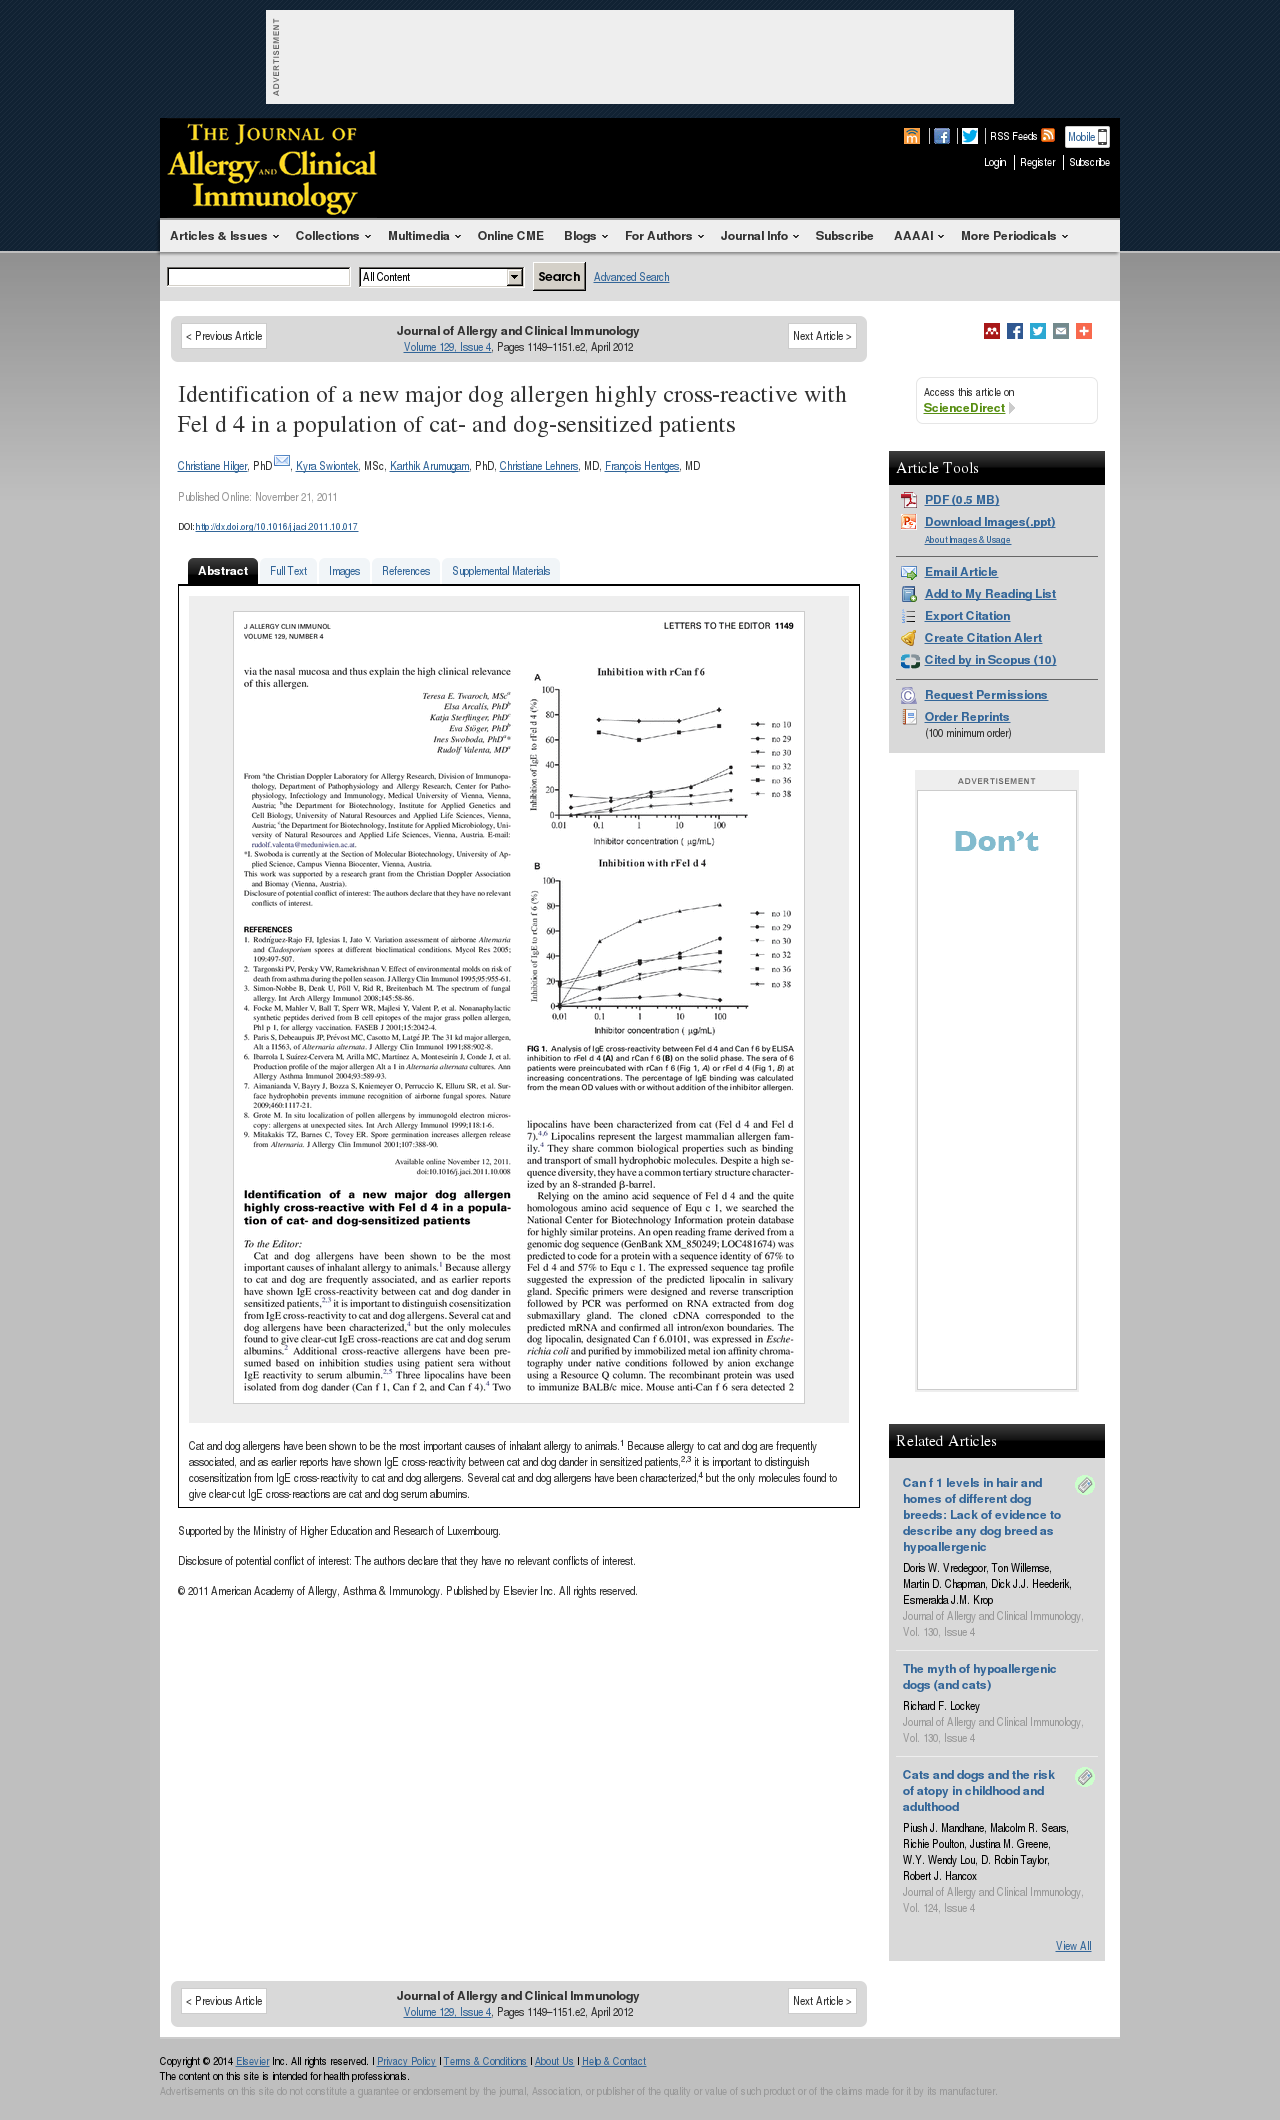 ADVERTISEMENT
THE JOURNAL OF
Allergy AND Clinical
Immunology
RSS Feeds
Mobile
Login
Register
Subscribe
Articles & Issues
Collections
Multimedia
Online CME
Blogs
For Authors
Journal Info
Subscribe
AAAAI
More Periodicals
All Content
Search
Advanced Search
< Previous Article
Journal of Allergy and Clinical Immunology
Volume 129, Issue 4, Pages 1149–1151.e2, April 2012
Next Article >
Identification of a new major dog allergen highly cross-reactive with
Fel d 4 in a population of cat- and dog-sensitized patients
Christiane Hilger, PhD, Kyra Swiontek, MSc, Karthik Arumugam, PhD, Christiane Lehners, MD, François Hentges, MD
Published Online: November 21, 2011
DOI: http://dx.doi.org/10.1016/j.jaci.2011.10.017
Abstract
Full Text
Images
References
Supplemental Materials
J ALLERGY CLIN IMMUNOL
VOLUME 129, NUMBER 4
LETTERS TO THE EDITOR 1149
via the nasal mucosa and thus explain the high clinical relevance
of this allergen.
Teresa E. Twaroch, MSc^a
Elsa Arcalís, PhD^b
Katja Sterflinger, PhD^c
Eva Stöger, PhD^b
Ines Swoboda, PhD^a*
Rudolf Valenta, MD^a
From ^a the Christian Doppler Laboratory for Allergy Research, Division of Immunopa-
thology, Department of Pathophysiology and Allergy Research, Center for Patho-
physiology, Infectiology and Immunology, Medical University of Vienna, Vienna,
Austria; ^b the Department for Biotechnology, Institute for Applied Genetics and
Cell Biology, University of Natural Resources and Applied Life Sciences, Vienna,
Austria; ^c the Department for Biotechnology, Institute for Applied Microbiology, Uni-
versity of Natural Resources and Applied Life Sciences, Vienna, Austria. E-mail:
rudolf.valenta@meduniwien.ac.at.
*I. Swoboda is currently at the Section of Molecular Biotechnology, University of Ap-
plied Science, Campus Vienna Biocenter, Vienna, Austria.
This work was supported by a research grant from the Christian Doppler Association
and Biomay (Vienna, Austria).
Disclosure of potential conflict of interest: The authors declare that they have no relevant
conflicts of interest.
REFERENCES
1. Rodríguez-Rajo FJ, Iglesias I, Jato V. Variation assessment of airborne Alternaria
and Cladosporium spores at different bioclimatical conditions. Mycol Res 2005;
109:497-507.
2. Targonski PV, Persky VW, Ramekrishnan V. Effect of environmental molds on risk of
death from asthma during the pollen season. J Allergy Clin Immunol 1995;95:955-61.
3. Simon-Nobbe B, Denk U, Pöll V, Rid R, Breitenbach M. The spectrum of fungal
allergy. Int Arch Allergy Immunol 2008;145:58-86.
4. Focke M, Mahler V, Ball T, Sperr WR, Majlesi Y, Valent P, et al. Nonanaphylactic
synthetic peptides derived from B cell epitopes of the major grass pollen allergen,
Phl p 1, for allergy vaccination. FASEB J 2001;15:2042-4.
5. Paris S, Debeaupuis JP, Prévost MC, Casotto M, Latgé JP. The 31 kd major allergen,
Alt a I1563, of Alternaria alternata. J Allergy Clin Immunol 1991;88:902-8.
6. Ibarrola I, Suárez-Cervera M, Arilla MC, Martínez A, Monteseirín J, Conde J, et al.
Production profile of the major allergen Alt a 1 in Alternaria alternata cultures. Ann
Allergy Asthma Immunol 2004;93:589-93.
7. Aimanianda V, Bayry J, Bozza S, Kniemeyer O, Perruccio K, Elluru SR, et al. Sur-
face hydrophobin prevents immune recognition of airborne fungal spores. Nature
2009;460:1117-21.
8. Grote M. In situ localization of pollen allergens by immunogold electron micros-
copy: allergens at unexpected sites. Int Arch Allergy Immunol 1999;118:1-6.
9. Mitakakis TZ, Barnes C, Tovey ER. Spore germination increases allergen release
from Alternaria. J Allergy Clin Immunol 2001;107:388-90.
Available online November 12, 2011.
doi:10.1016/j.jaci.2011.10.008
Identification of a new major dog allergen
highly cross-reactive with Fel d 4 in a popula-
tion of cat- and dog-sensitized patients
To the Editor:
Cat and dog allergens have been shown to be the most
important causes of inhalant allergy to animals.^1 Because allergy
to cat and dog are frequently associated, and as earlier reports
have shown IgE cross-reactivity between cat and dog dander in
sensitized patients,^2,3 it is important to distinguish cosensitization
from IgE cross-reactivity to cat and dog allergens. Several cat and
dog allergens have been characterized,^4 but the only molecules
found to give clear-cut IgE cross-reactions are cat and dog serum
albumins.^2 Additional cross-reactive allergens have been pre-
sumed based on inhibition studies using patient sera without
IgE reactivity to serum albumin.^2,5 Three lipocalins have been
isolated from dog dander (Can f 1, Can f 2, and Can f 4).^4 Two
Inhibition with rCan f 6
A
Inhibition of IgE to rFel d 4 (%)
100
80
60
40
20
0
0.01 0.1 1 10 100
Inhibitor concentration ( µg/mL)
no 10
no 29
no 30
no 32
no 36
no 38
Inhibition with rFel d 4
B
Inhibition of IgE to rCan f 6 (%)
100
80
60
40
20
0
0.01 0.1 1 10 100
Inhibitor concentration ( µg/mL)
no 10
no 29
no 30
no 32
no 36
no 38
FIG 1. Analysis of IgE cross-reactivity between Fel d 4 and Can f 6 by ELISA
inhibition to rFel d 4 (A) and rCan f 6 (B) on the solid phase. The sera of 6
patients were preincubated with rCan f 6 (Fig 1, A) or rFel d 4 (Fig 1, B) at
increasing concentrations. The percentage of IgE binding was calculated
from the mean OD values with or without addition of the inhibitor allergen.
lipocalins have been characterized from cat (Fel d 4 and Fel d
7).^4,6 Lipocalins represent the largest mammalian allergen fam-
ily.^4 They share common biological properties such as binding
and transport of small hydrophobic molecules. Despite a high se-
quence diversity, they have a common tertiary structure character-
ized by an 8-stranded β-barrel.
Relying on the amino acid sequence of Fel d 4 and the quite
homologous amino acid sequence of Equ c 1, we searched the
National Center for Biotechnology Information protein database
for highly similar proteins. An open reading frame derived from a
genomic dog sequence (GenBank XM_850249; LOC481674) was
predicted to code for a protein with a sequence identity of 67% to
Fel d 4 and 57% to Equ c 1. The expressed sequence tag profile
suggested the expression of the predicted lipocalin in salivary
gland. Specific primers were designed and reverse transcription
followed by PCR was performed on RNA extracted from dog
submaxillary gland. The cloned cDNA corresponded to the
predicted mRNA and confirmed all intron/exon boundaries. The
dog lipocalin, designated Can f 6.0101, was expressed in Esche-
richia coli and purified by immobilized metal ion affinity chroma-
tography under native conditions followed by anion exchange
using a Resource Q column. The recombinant protein was used
to immunize BALB/c mice. Mouse anti-Can f 6 sera detected 2
Cat and dog allergens have been shown to be the most important causes of inhalant allergy to animals.^1 Because allergy to cat and dog are frequently
associated, and as earlier reports have shown IgE cross-reactivity between cat and dog dander in sensitized patients,^2,3 it is important to distinguish
cosensitization from IgE cross-reactivity to cat and dog allergens. Several cat and dog allergens have been characterized,^4 but the only molecules found to
give clear-cut IgE cross-reactions are cat and dog serum albumins.
Supported by the Ministry of Higher Education and Research of Luxembourg.
Disclosure of potential conflict of interest: The authors declare that they have no relevant conflicts of interest.
© 2011 American Academy of Allergy, Asthma & Immunology. Published by Elsevier Inc. All rights reserved.
Access this article on
ScienceDirect
Article Tools
PDF (0.5 MB)
Download Images(.ppt)
About Images & Usage
Email Article
Add to My Reading List
Export Citation
Create Citation Alert
Cited by in Scopus (10)
Request Permissions
Order Reprints
(100 minimum order)
ADVERTISEMENT
Don't
Related Articles
Can f 1 levels in hair and
homes of different dog
breeds: Lack of evidence to
describe any dog breed as
hypoallergenic
Doris W. Vredegoor, Ton Willemse,
Martin D. Chapman, Dick J.J. Heederik,
Esmeralda J.M. Krop
Journal of Allergy and Clinical Immunology,
Vol. 130, Issue 4
The myth of hypoallergenic
dogs (and cats)
Richard F. Lockey
Journal of Allergy and Clinical Immunology,
Vol. 130, Issue 4
Cats and dogs and the risk
of atopy in childhood and
adulthood
Piush J. Mandhane, Malcolm R. Sears,
Richie Poulton, Justina M. Greene,
W.Y. Wendy Lou, D. Robin Taylor,
Robert J. Hancox
Journal of Allergy and Clinical Immunology,
Vol. 124, Issue 4
View All
< Previous Article
Journal of Allergy and Clinical Immunology
Volume 129, Issue 4, Pages 1149–1151.e2, April 2012
Next Article >
Copyright © 2014 Elsevier Inc. All rights reserved. | Privacy Policy | Terms & Conditions | About Us | Help & Contact
The content on this site is intended for health professionals.
Advertisements on this site do not constitute a guarantee or endorsement by the journal, Association, or publisher of the quality or value of such product or of the claims made for it by its manufacturer.